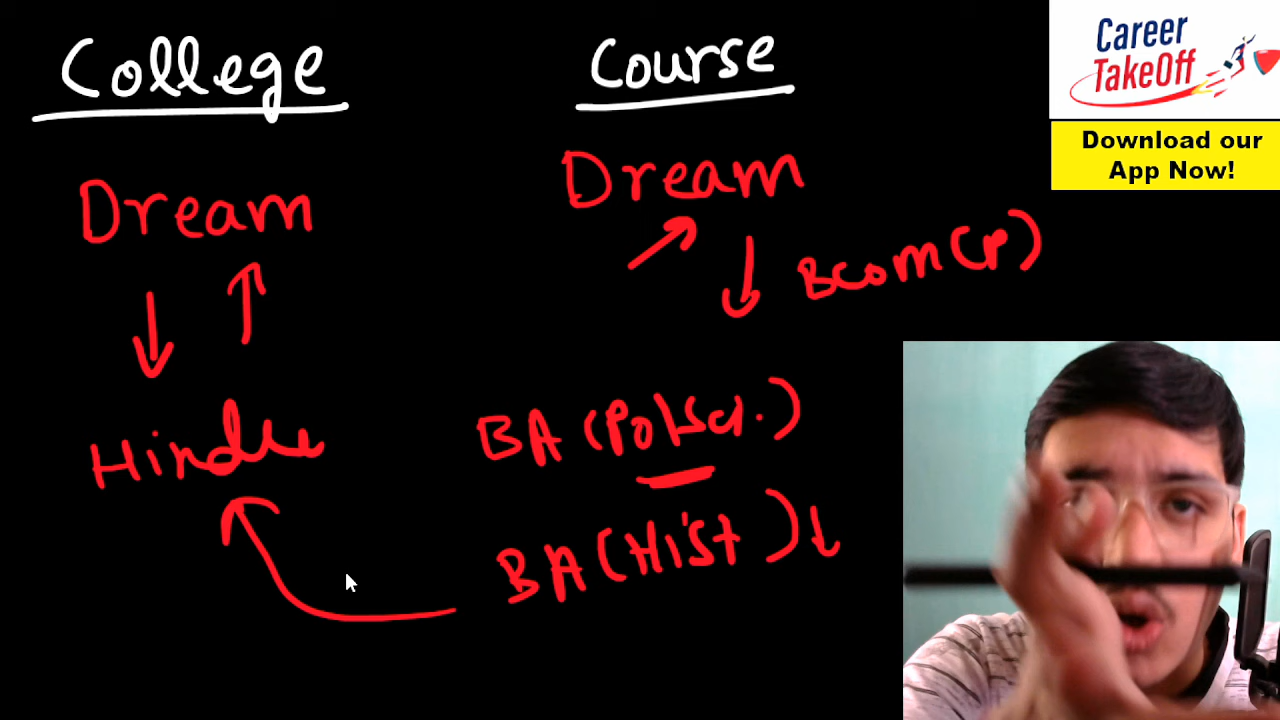 College
Course
Career
TakeOff
Download our
App Now!
Dream
Dream
Bcom(P)
Hindu
BA (Pol Sci.)
BA (Hist)